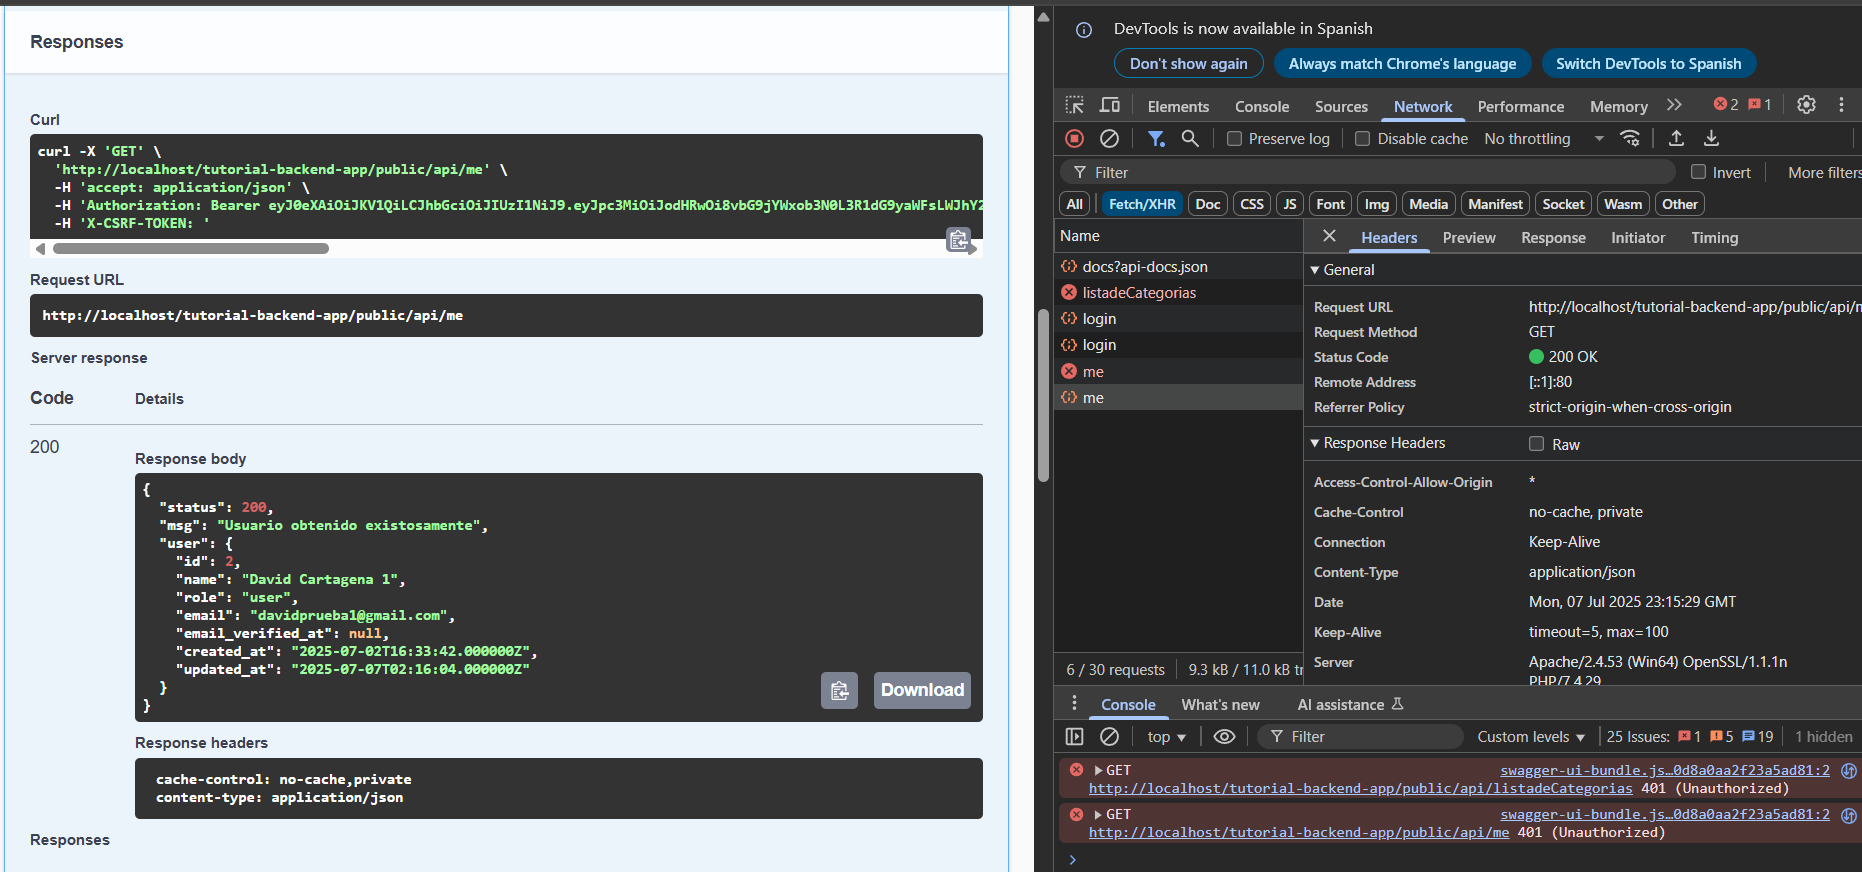 Responses
Curl
curl -X 'GET' \
'http://localhost/tutorial-backend-app/public/api/me' \
-H 'accept: application/json' \
-H 'Authorization: Bearer eyJ0eXAiOiJKV1QiLCJhbGciOiJIUzI1NiJ9.eyJpc3MiOiJodHRwOi8vbG9jYWxob3N0L3R1dG9yaWFsLWJhY2
-H 'X-CSRF-TOKEN: '
Request URL
http://localhost/tutorial-backend-app/public/api/me
Server response
Code Details
200
Response body
{
"status": 200,
"msg": "Usuario obtenido existosamente",
"user": {
"id": 2,
"name": "David Cartagena 1",
"role": "user",
"email": "davidprueba1@gmail.com",
"email_verified_at": null,
"created_at": "2025-07-02T16:33:42.000000Z",
"updated_at": "2025-07-07T02:16:04.000000Z"
}
}
Download
Response headers
cache-control: no-cache,private
content-type: application/json
Responses
DevTools is now available in Spanish
Don't show again Always match Chrome's language Switch DevTools to Spanish
Elements Console Sources Network Performance Memory 2 1
Preserve log Disable cache No throttling
Filter Invert More filters
All Fetch/XHR Doc CSS JS Font Img Media Manifest Socket Wasm Other
Name
docs?api-docs.json
listadeCategorias
login
login
me
me
6 / 30 requests 9.3 kB / 11.0 kB tr
Headers Preview Response Initiator Timing
General
Request URL http://localhost/tutorial-backend-app/public/api/m
Request Method GET
Status Code 200 OK
Remote Address [::1]:80
Referrer Policy strict-origin-when-cross-origin
Response Headers Raw
Access-Control-Allow-Origin *
Cache-Control no-cache, private
Connection Keep-Alive
Content-Type application/json
Date Mon, 07 Jul 2025 23:15:29 GMT
Keep-Alive timeout=5, max=100
Server Apache/2.4.53 (Win64) OpenSSL/1.1.1n
PHP/7.4.29
Console What's new AI assistance
top Filter Custom levels 25 Issues: 1 5 19 1 hidden
GET swagger-ui-bundle.js…0d8a0aa2f23a5ad81:2
http://localhost/tutorial-backend-app/public/api/listadeCategorias 401 (Unauthorized)
GET swagger-ui-bundle.js…0d8a0aa2f23a5ad81:2
http://localhost/tutorial-backend-app/public/api/me 401 (Unauthorized)